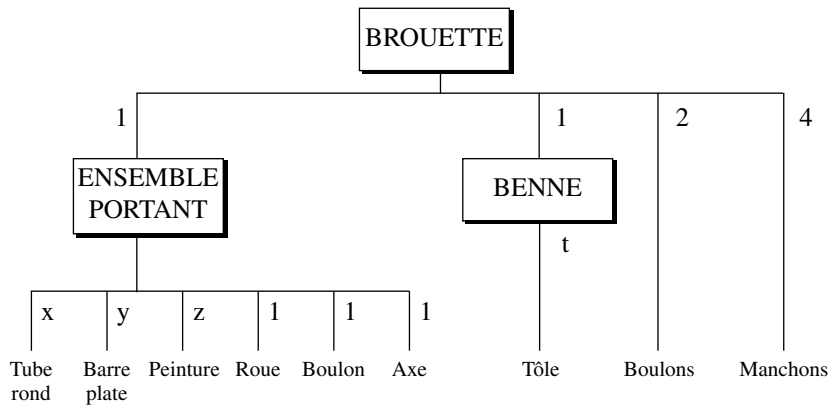 BROUETTE
1
1
2
4
ENSEMBLE
PORTANT
BENNE
t
x
y
z
1
1
1
Tube
rond
Barre
plate
Peinture
Roue
Boulon
Axe
Tôle
Boulons
Manchons